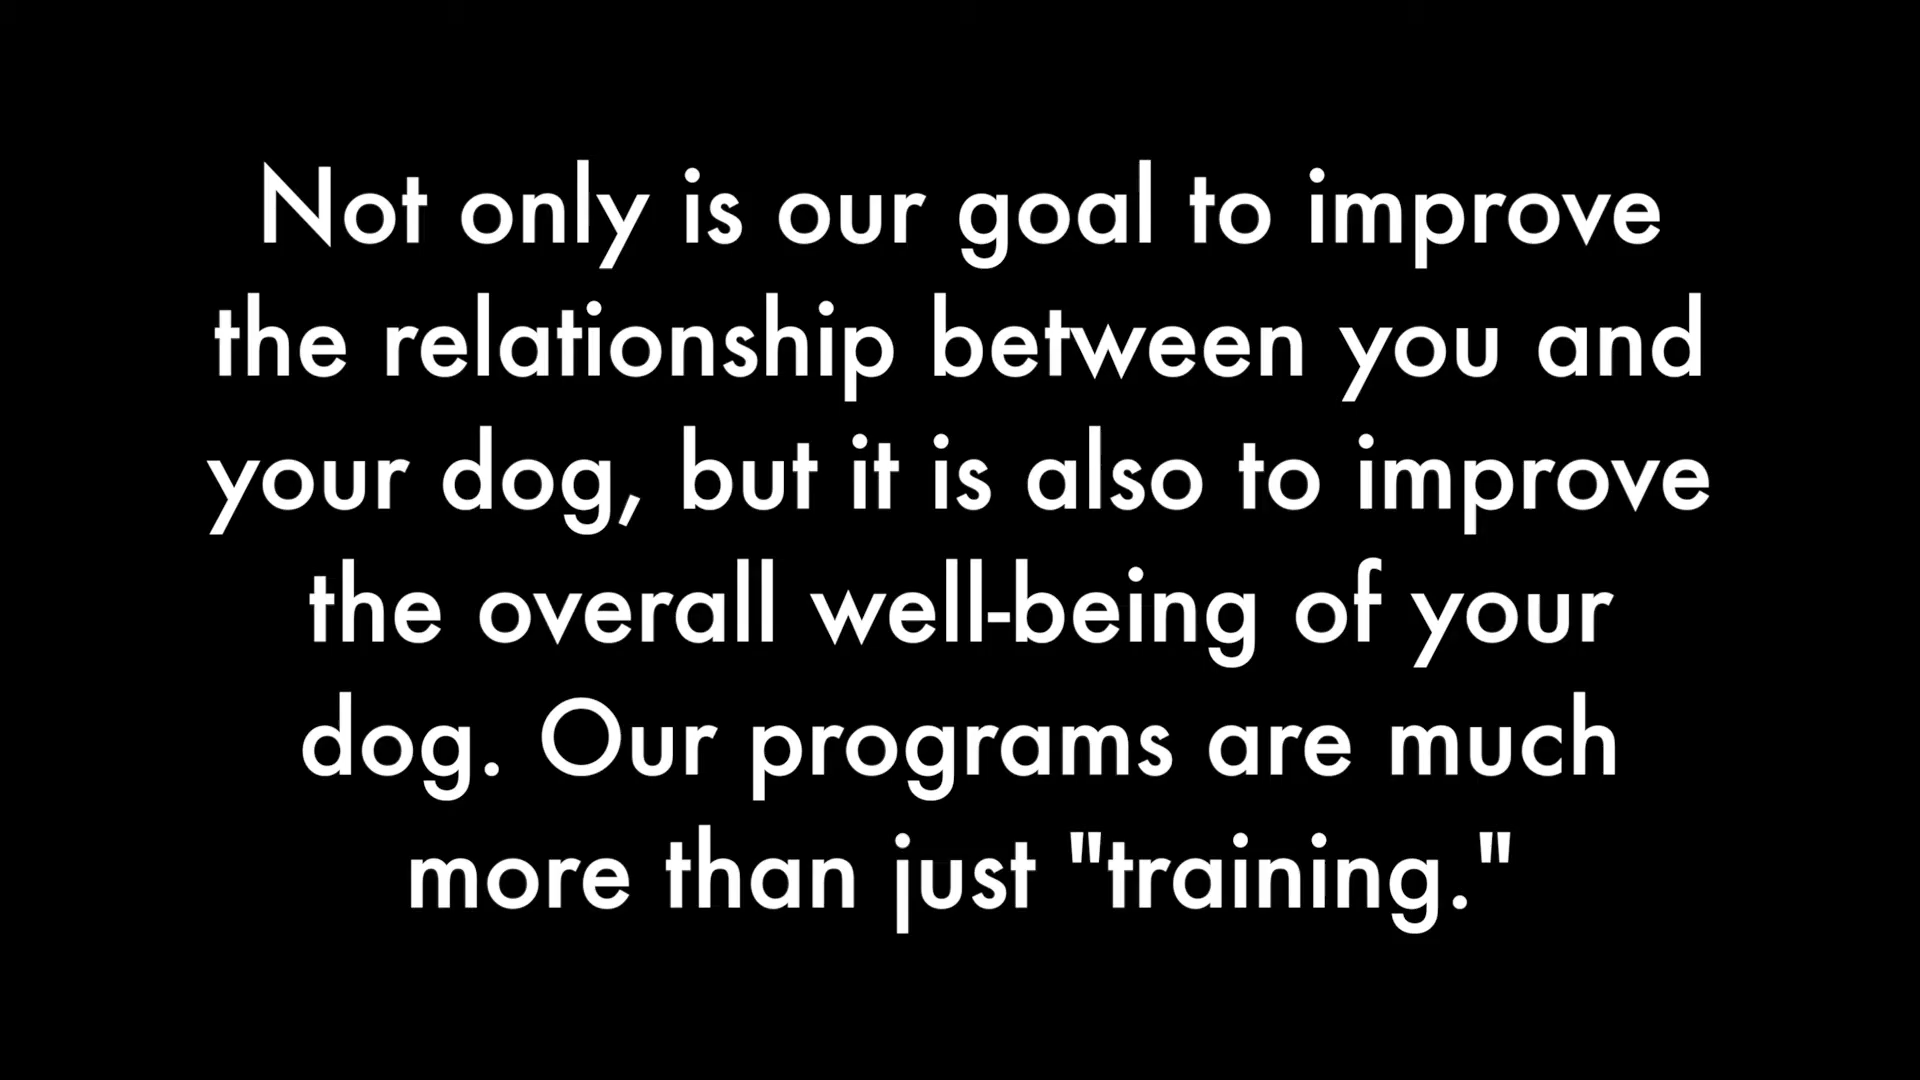 Not only is our goal to improve
the relationship between you and
your dog, but it is also to improve
the overall well-being of your
dog. Our programs are much
more than just "training."